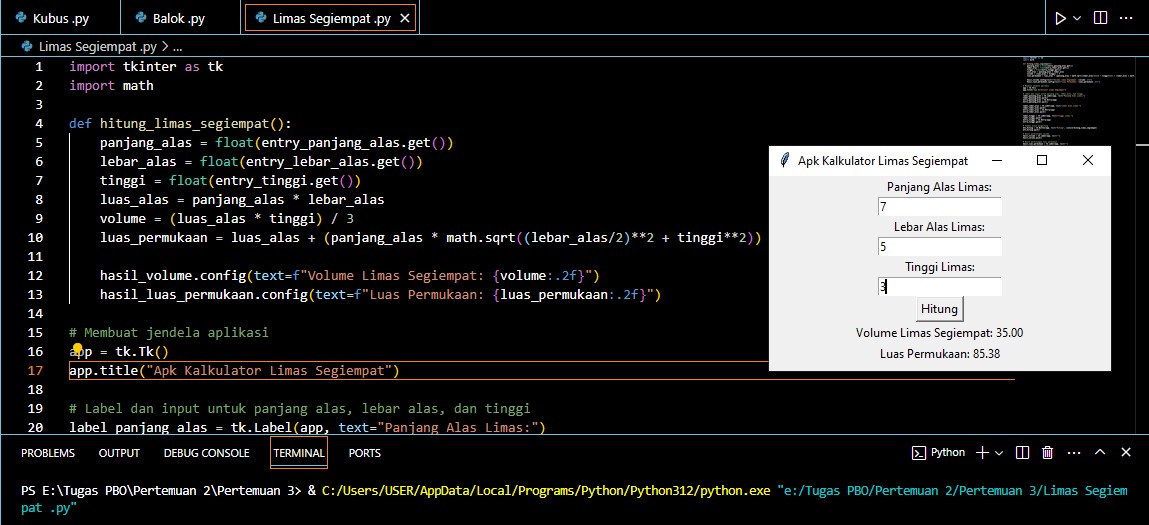 Kubus .py
Balok .py
Limas Segiempat .py
Limas Segiempat .py > ...
1 import tkinter as tk
2 import math
3
4 def hitung_limas_segiempat():
5 panjang_alas = float(entry_panjang_alas.get())
6 lebar_alas = float(entry_lebar_alas.get())
7 tinggi = float(entry_tinggi.get())
8 luas_alas = panjang_alas * lebar_alas
9 volume = (luas_alas * tinggi) / 3
10 luas_permukaan = luas_alas + (panjang_alas * math.sqrt((lebar_alas/2)**2 + tinggi**2))
11
12 hasil_volume.config(text=f"Volume Limas Segiempat: {volume:.2f}")
13 hasil_luas_permukaan.config(text=f"Luas Permukaan: {luas_permukaan:.2f}")
14
15 # Membuat jendela aplikasi
16 app = tk.Tk()
17 app.title("Apk Kalkulator Limas Segiempat")
18
19 # Label dan input untuk panjang alas, lebar alas, dan tinggi
20 label_panjang_alas = tk.Label(app, text="Panjang Alas Limas:")
Apk Kalkulator Limas Segiempat
Panjang Alas Limas:
7
Lebar Alas Limas:
5
Tinggi Limas:
3
Hitung
Volume Limas Segiempat: 35.00
Luas Permukaan: 85.38
PROBLEMS OUTPUT DEBUG CONSOLE TERMINAL PORTS
Python
PS E:\Tugas PBO\Pertemuan 2\Pertemuan 3> & C:/Users/USER/AppData/Local/Programs/Python/Python312/python.exe "e:/Tugas PBO/Pertemuan 2/Pertemuan 3/Limas Segiem
pat .py"